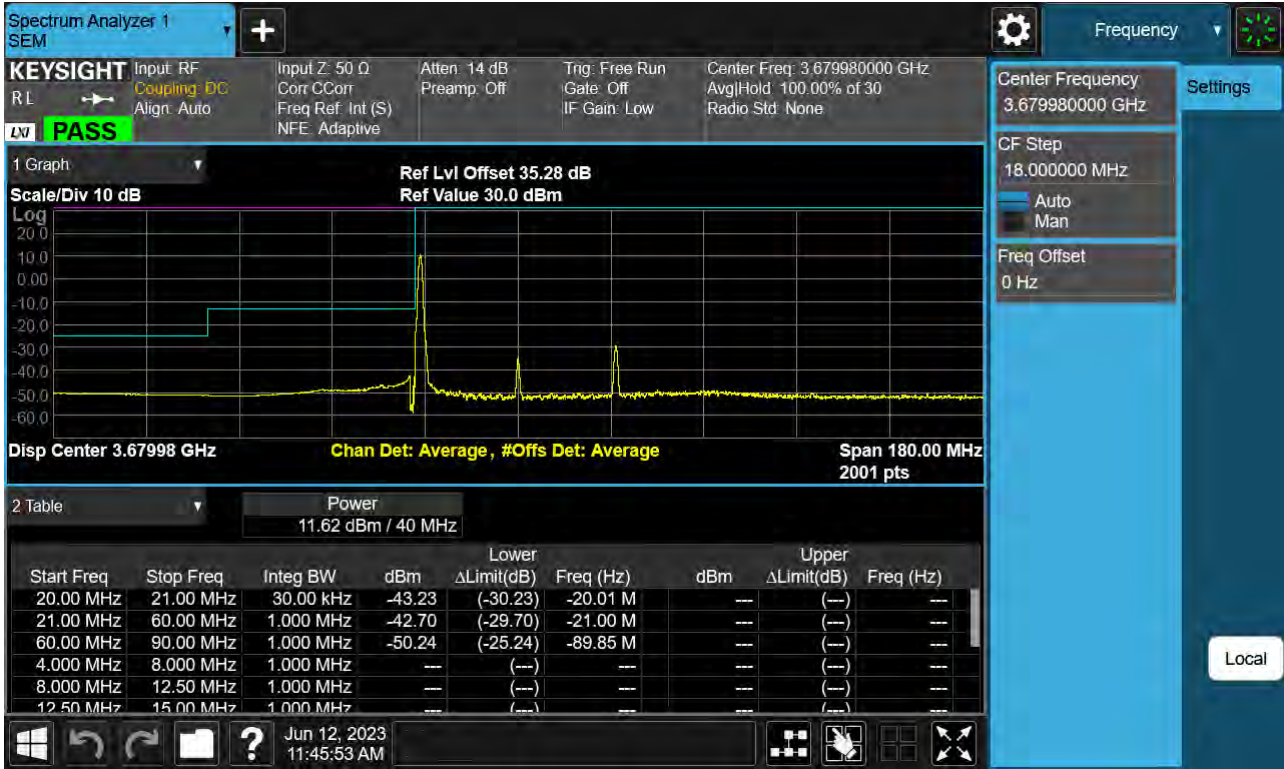 Spectrum Analyzer 1
SEM
Frequency
KEYSIGHT
Input: RF
Coupling: DC
Align: Auto
Input Z: 50 Ω
Corr CCorr
Freq Ref: Int (S)
NFE: Adaptive
Atten: 14 dB
Preamp: Off
Trig: Free Run
Gate: Off
IF Gain: Low
Center Freq: 3.679980000 GHz
Avg|Hold: 100.00% of 30
Radio Std: None
RL
LXI
PASS
Center Frequency
3.679980000 GHz
Settings
CF Step
18.000000 MHz
Auto
Man
Freq Offset
0 Hz
Local
1 Graph
Scale/Div 10 dB
Ref Lvl Offset 35.28 dB
Ref Value 30.0 dBm
Log
20.0
10.0
0.00
-10.0
-20.0
-30.0
-40.0
-50.0
-60.0
Disp Center 3.67998 GHz
Chan Det: Average, #Offs Det: Average
Span 180.00 MHz
2001 pts
2 Table
Power
11.62 dBm / 40 MHz
Lower Upper
Start Freq Stop Freq Integ BW dBm ΔLimit(dB) Freq (Hz) dBm ΔLimit(dB) Freq (Hz)
20.00 MHz 21.00 MHz 30.00 kHz -43.23 (-30.23) -20.01 M --- (---) ---
21.00 MHz 60.00 MHz 1.000 MHz -42.70 (-29.70) -21.00 M --- (---) ---
60.00 MHz 90.00 MHz 1.000 MHz -50.24 (-25.24) -89.85 M --- (---) ---
4.000 MHz 8.000 MHz 1.000 MHz --- (---) --- --- (---) ---
8.000 MHz 12.50 MHz 1.000 MHz --- (---) --- --- (---) ---
12.50 MHz 15.00 MHz 1.000 MHz --- (---) --- --- (---) ---
?
Jun 12, 2023
11:45:53 AM